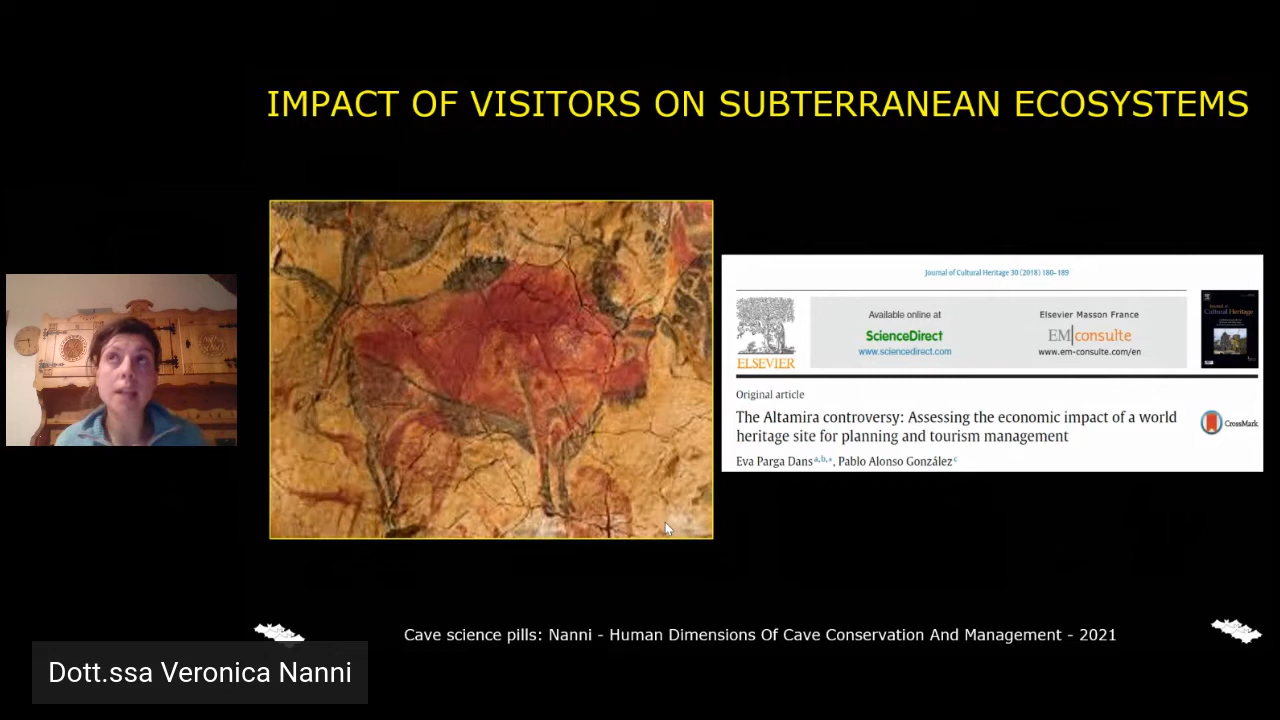 IMPACT OF VISITORS ON SUBTERRANEAN ECOSYSTEMS
Journal of Cultural Heritage 30 (2018) 180–189
Available online at
ScienceDirect
www.sciencedirect.com
Elsevier Masson France
EM|consulte
www.em-consulte.com/en
ELSEVIER
Cultural Heritage
Original article
The Altamira controversy: Assessing the economic impact of a world
heritage site for planning and tourism management
CrossMark
Eva Parga Dans a,b,*, Pablo Alonso González c
Cave science pills: Nanni - Human Dimensions Of Cave Conservation And Management - 2021
Dott.ssa Veronica Nanni